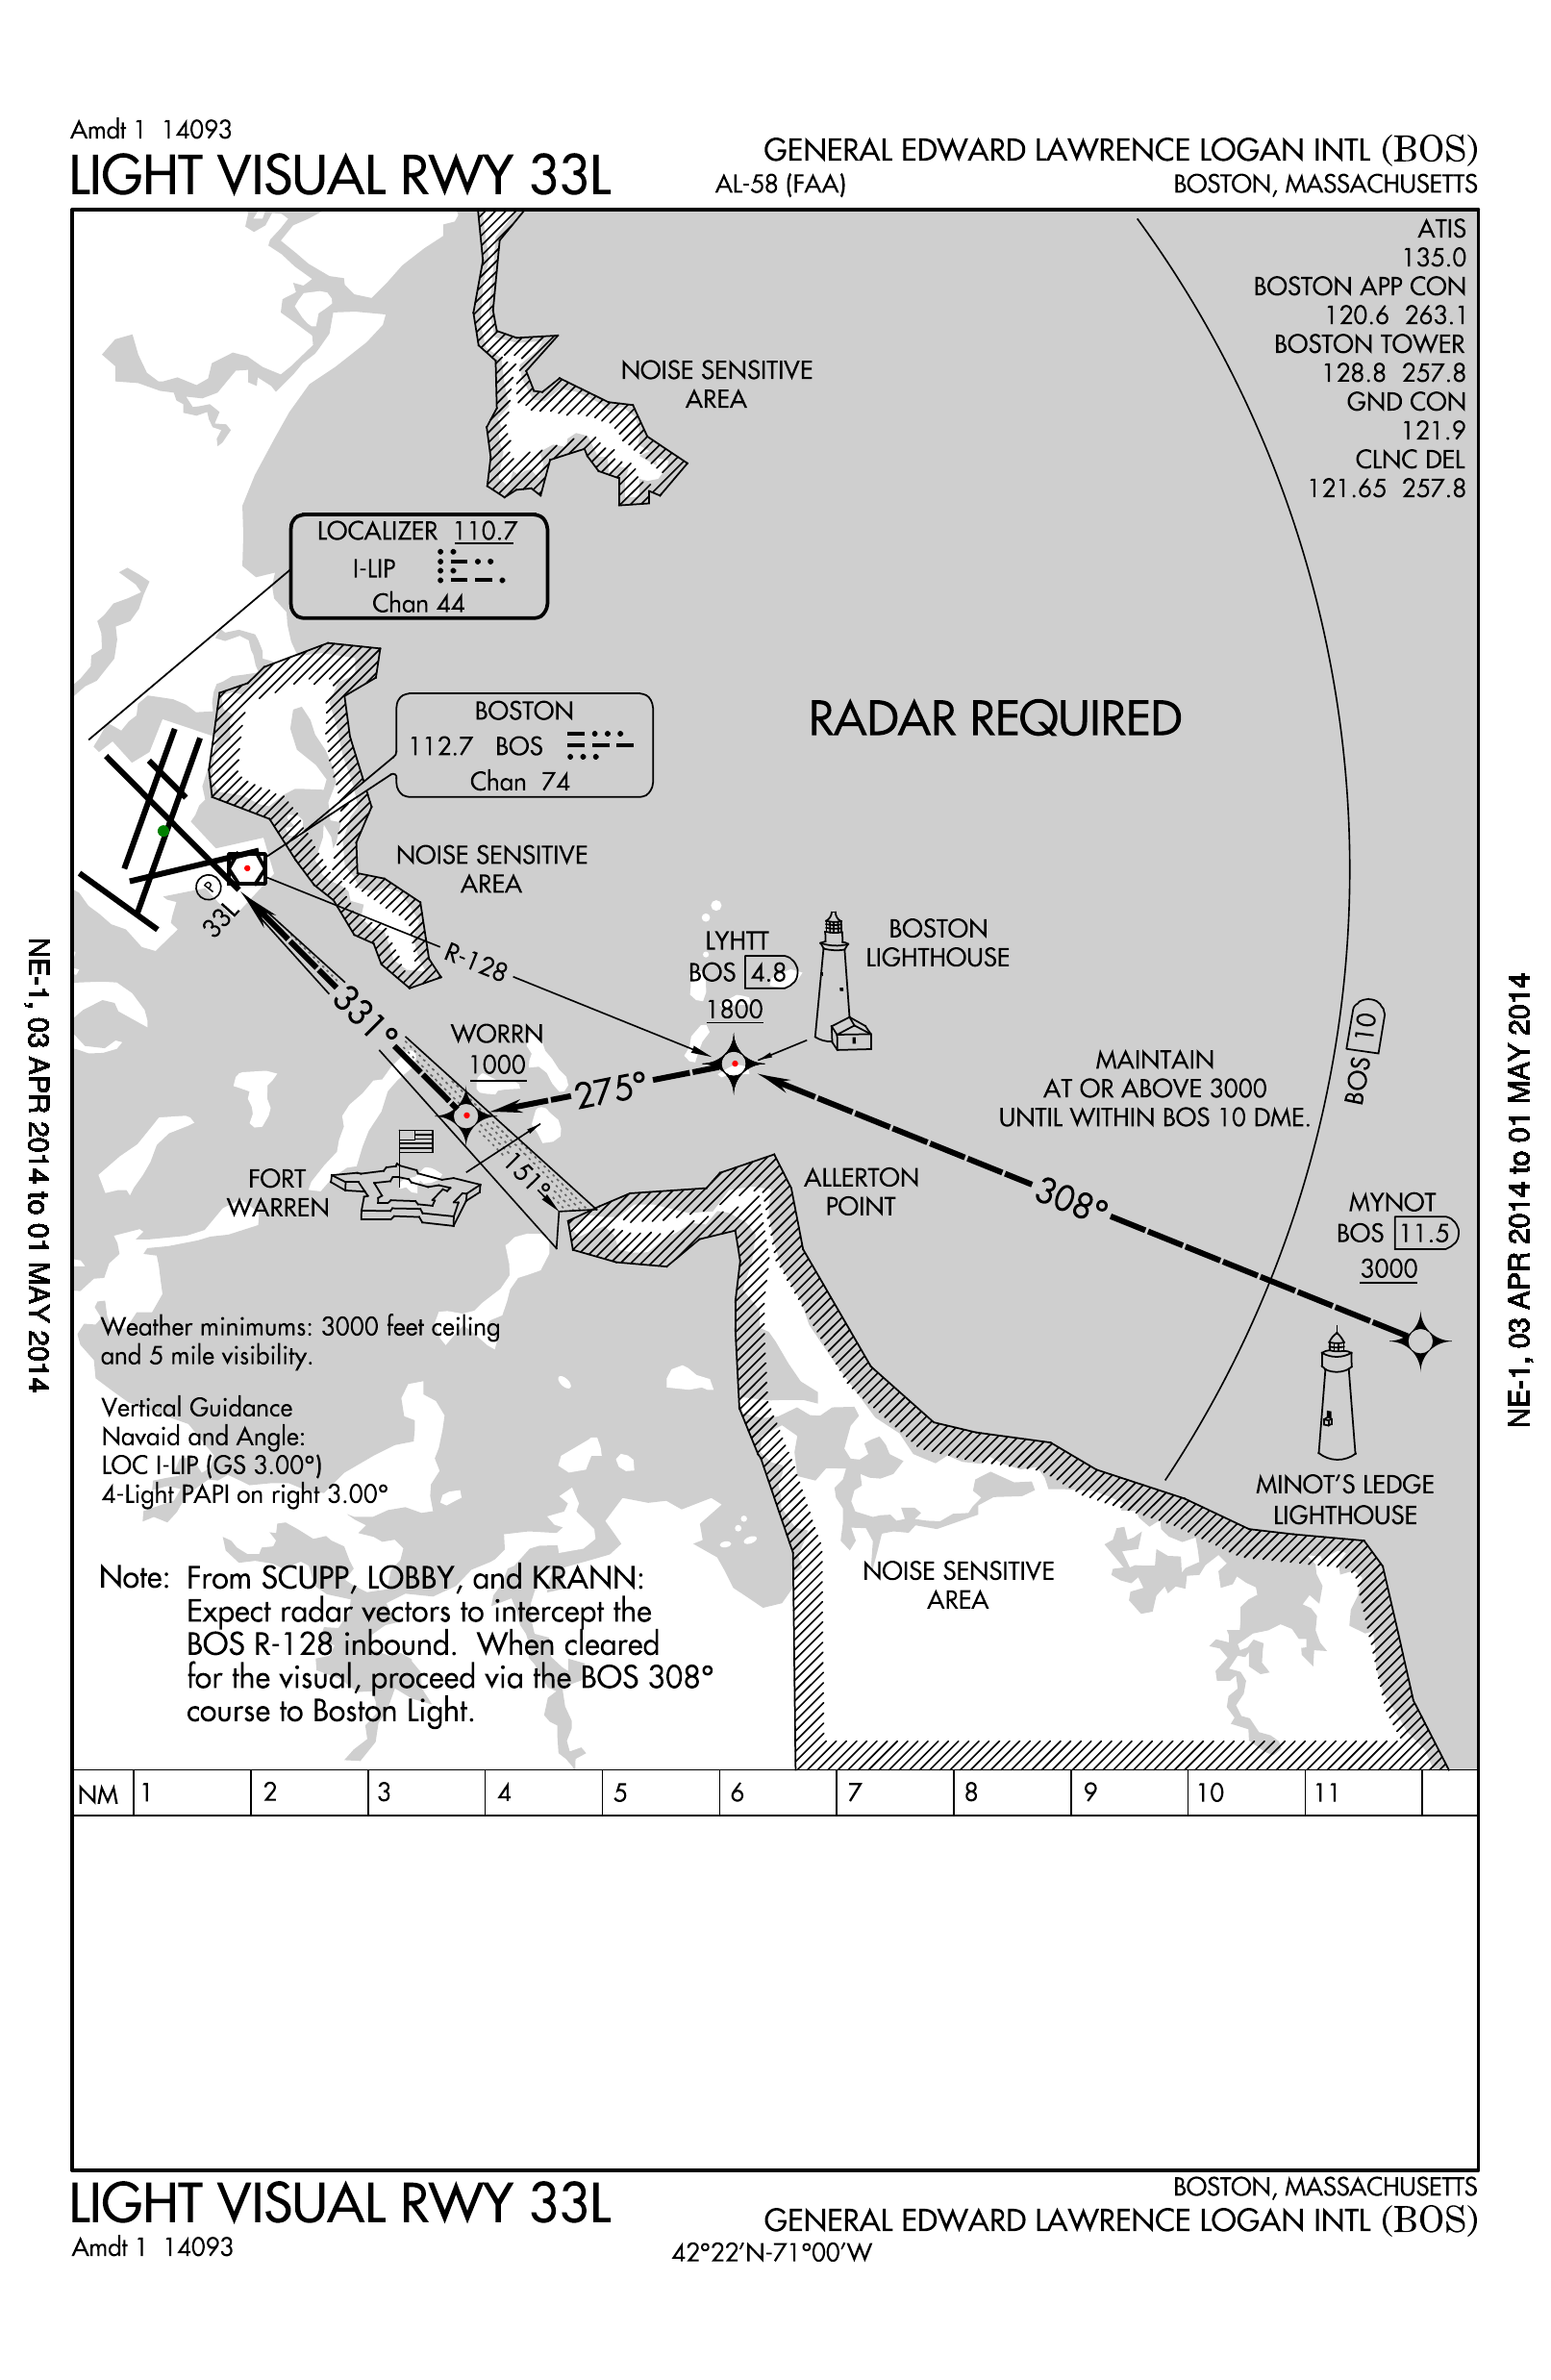 Amdt 1 14093
LIGHT VISUAL RWY 33L
GENERAL EDWARD LAWRENCE LOGAN INTL (BOS)
AL-58 (FAA)
BOSTON, MASSACHUSETTS
ATIS
135.0
BOSTON APP CON
120.6 263.1
BOSTON TOWER
128.8 257.8
GND CON
121.9
CLNC DEL
121.65 257.8
NOISE SENSITIVE
AREA
LOCALIZER 110.7
I-LIP
Chan 44
RADAR REQUIRED
BOSTON
112.7 BOS
Chan 74
NOISE SENSITIVE
AREA
P
33L
R-128
LYHTT
BOS 4.8
1800
BOSTON
LIGHTHOUSE
331°
WORRN
1000
275°
MAINTAIN
AT OR ABOVE 3000
UNTIL WITHIN BOS 10 DME.
BOS 10
FORT
WARREN
151°
ALLERTON
POINT
308°
MYNOT
BOS 11.5
3000
Weather minimums: 3000 feet ceiling
and 5 mile visibility.
Vertical Guidance
Navaid and Angle:
LOC I-LIP (GS 3.00°)
4-Light PAPI on right 3.00°
MINOT'S LEDGE
LIGHTHOUSE
NOISE SENSITIVE
AREA
Note: From SCUPP, LOBBY, and KRANN:
Expect radar vectors to intercept the
BOS R-128 inbound. When cleared
for the visual, proceed via the BOS 308°
course to Boston Light.
NM 1 2 3 4 5 6 7 8 9 10 11
NE-1, 03 APR 2014 to 01 MAY 2014
NE-1, 03 APR 2014 to 01 MAY 2014
LIGHT VISUAL RWY 33L
Amdt 1 14093
BOSTON, MASSACHUSETTS
GENERAL EDWARD LAWRENCE LOGAN INTL (BOS)
42°22'N-71°00'W